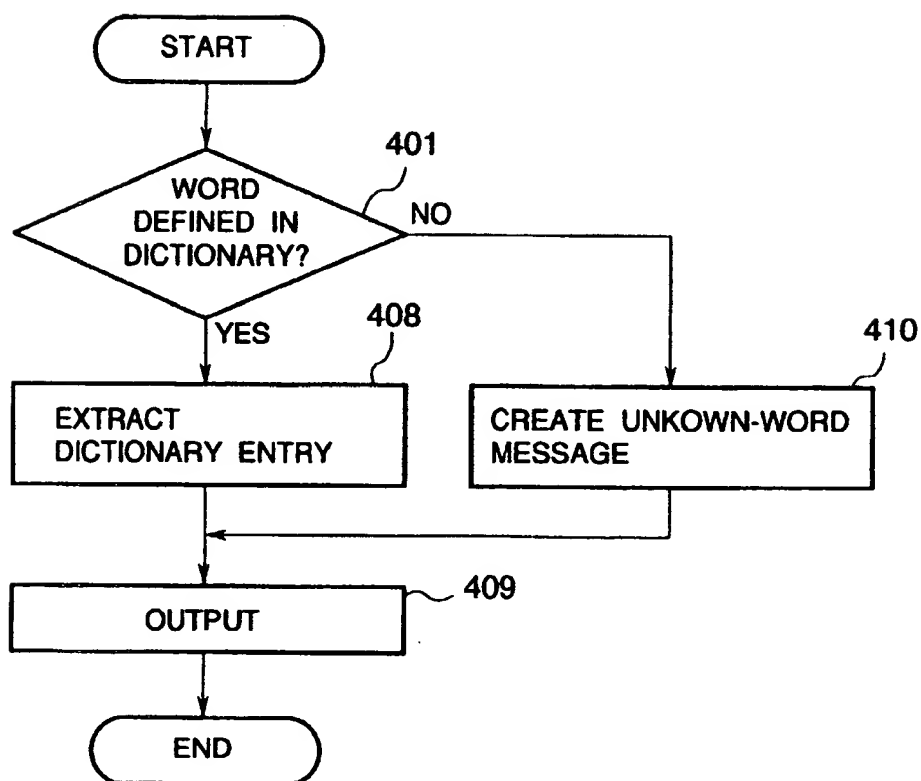 START
401
WORD
DEFINED IN
DICTIONARY?
NO
YES
408
410
EXTRACT
DICTIONARY ENTRY
CREATE UNKOWN-WORD
MESSAGE
409
OUTPUT
END